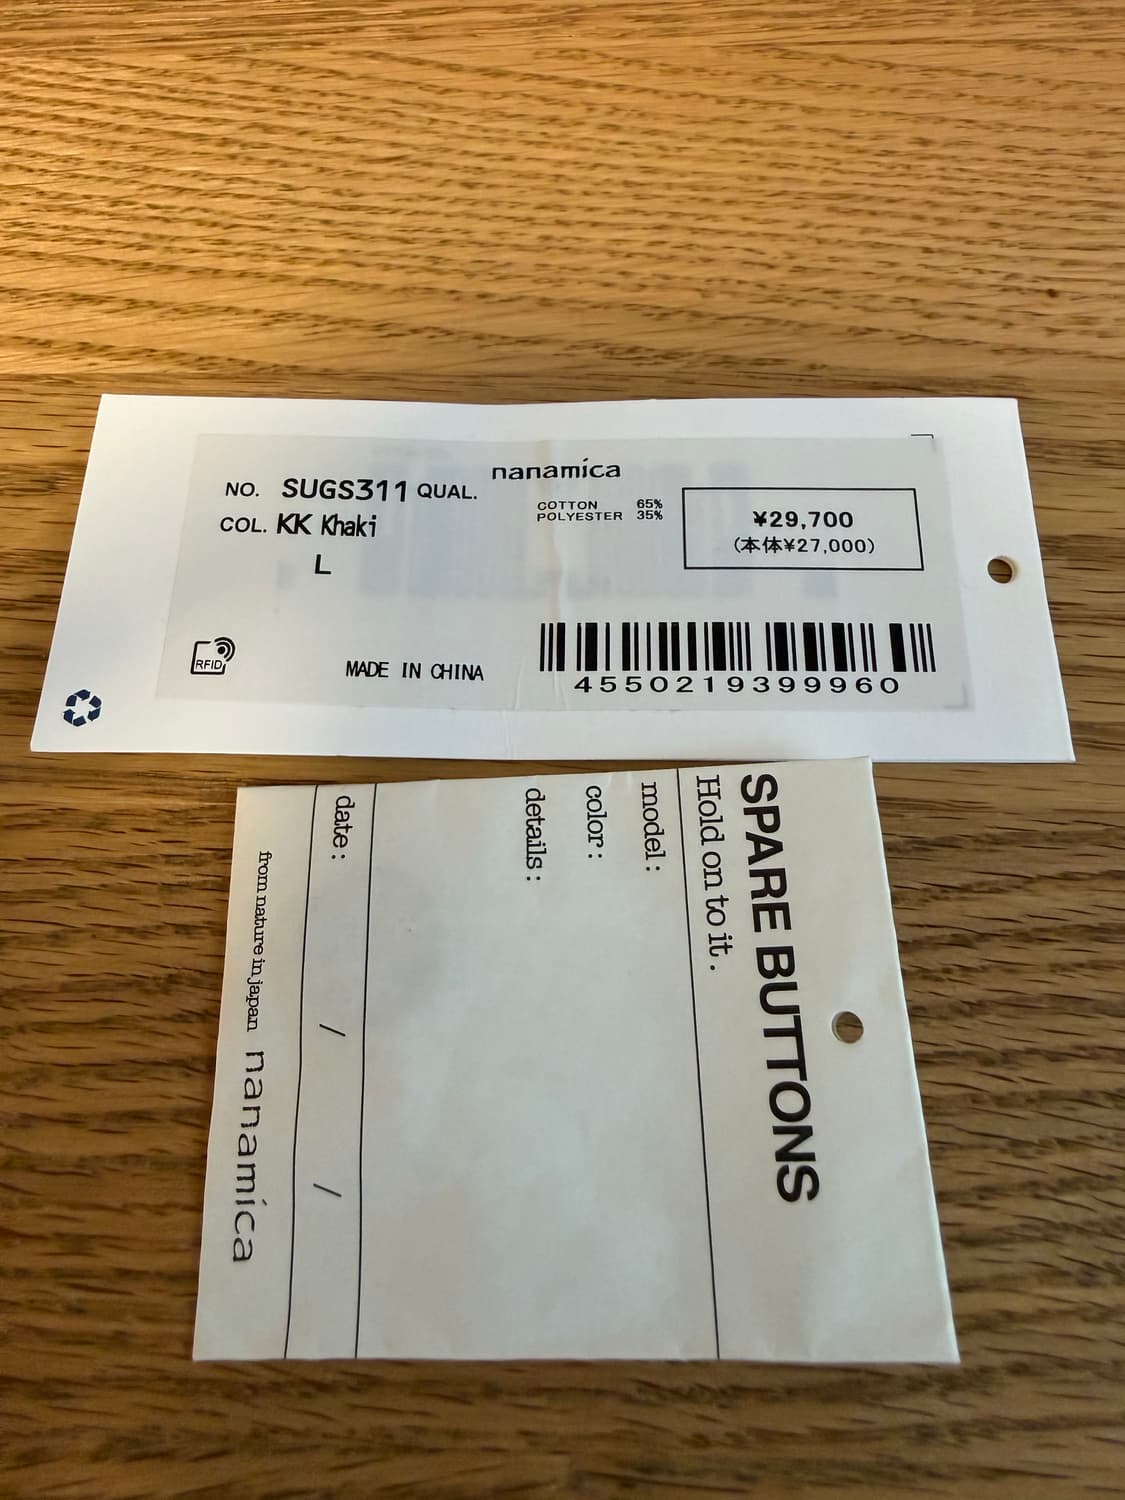 nanamica
NO. SUGS311 QUAL.
COL. KK Khaki
L
COTTON 65%
POLYESTER 35%
¥29,700
(本体¥27,000)
RFID
MADE IN CHINA
4550219399960
SPARE BUTTONS
Hold on to it.
model:
color:
details:
date: / /
from nature in japan nanamica